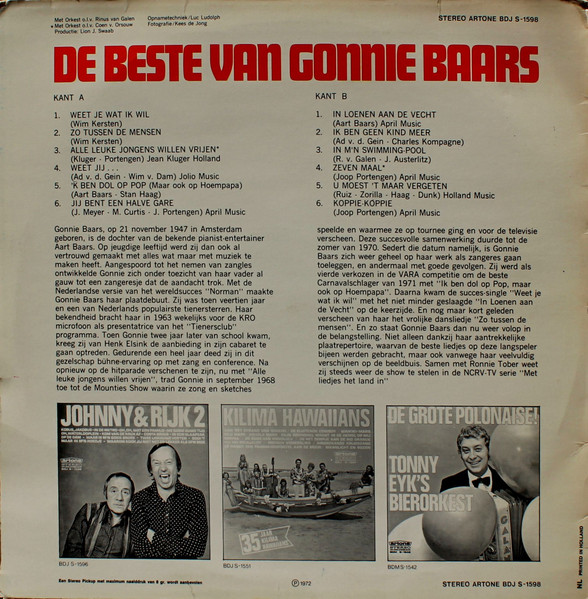 Met Orkest o.l.v. Rinus van Galen
• Met Orkest o.l.v. Coen v. Orsouw
Productie: Lion J. Swaab
Opnametechniek/Luc Ludolph
Fotografie/Kees de Jong
STEREO ARTONE BDJ S-1598
DE BESTE VAN GONNIE BAARS
KANT A
1. WEET JE WAT IK WIL
(Wim Kersten)
2. ZO TUSSEN DE MENSEN
(Wim Kersten)
3. ALLE LEUKE JONGENS WILLEN VRIJEN*
(Kluger - Portengen) Jean Kluger Holland
4. WEET JIJ . . .
(Ad v. d. Gein - Wim v. Dam) Jolio Music
5. 'K BEN DOL OP POP (Maar ook op Hoempapa)
(Aart Baars - Stan Haag)
6. JIJ BENT EEN HALVE GARE
(J. Meyer - M. Curtis - J. Portengen) April Music
KANT B
1. IN LOENEN AAN DE VECHT
(Aart Baars) April Music
2. IK BEN GEEN KIND MEER
(Ad v. d. Gein - Charles Kompagne)
3. IN M'N SWIMMING-POOL
(R. v. Galen - J. Austerlitz)
4. ZEVEN MAAL*
(Joop Portengen) April Music
5. U MOEST 'T MAAR VERGETEN
(Ruiz - Zorilla - Haag - Dunk) Holland Music
6. KOPPIE-KOPPIE
(Joop Portengen) April Music
Gonnie Baars, op 21 november 1947 in Amsterdam
geboren, is de dochter van de bekende pianist-entertainer
Aart Baars. Op jeugdige leeftijd werd zij dan ook al
vertrouwd gemaakt met alles wat maar met muziek te
maken heeft. Aangespoord tot het nemen van zangles
ontwikkelde Gonnie zich onder toezicht van haar vader al
gauw tot een zangeresje dat de aandacht trok. Met de
Nederlandse versie van het wereldsucces "Norman" maakte
Gonnie Baars haar plaatdebuut. Zij was toen veertien jaar
en een van Nederlands populairste tienersterren. Haar
bekendheid bracht haar in 1963 wekelijks voor de KRO
microfoon als presentatrice van het "Tienersclub"
programma. Toen Gonnie twee jaar later van school kwam,
kreeg zij van Henk Elsink de aanbieding in zijn cabaret te
gaan optreden. Gedurende een heel jaar deed zij in dit
gezelschap bühne-ervaring op met zang en conference. Na
opnieuw op de hitparade verschenen te zijn, nu met "Alle
leuke jongens willen vrijen", trad Gonnie in september 1968
toe tot de Mounties Show waarin ze zong en sketches
speelde en waarmee ze op tournee ging en voor de televisie
verscheen. Deze succesvolle samenwerking duurde tot de
zomer van 1970. Sedert die datum namelijk, is Gonnie
Baars zich weer geheel op haar werk als zangeres gaan
toeleggen, en andermaal met goede gevolgen. Zij werd als
vierde verkozen in de VARA competitie om de beste
Carnavalschlager van 1971 met "Ik ben dol op Pop, maar
ook op Hoempapa". Daarna kwam de succes-single "Weet je
wat ik wil" met het niet minder geslaagde "In Loenen aan
de Vecht" op de keerzijde. En nog maar kort geleden
verscheen van haar het vrolijke dansliedje "Zo tussen de
mensen". En zo staat Gonnie Baars dan nu weer volop in
de belangstelling. Niet alleen dankzij haar aantrekkelijke
plaatrepertoire, waarvan de beste liedjes op deze langspeler
bijeen werden gebracht, maar ook vanwege haar veelvuldig
verschijnen op de beeldbuis. Samen met Ronnie Tober weet
zij steeds weer de show te stelen in de NCRV-TV serie "Met
liedjes het land in"
JOHNNY & RIJK 2
KILIMA HAWAIIANS
35 JAAR
KILIMA HAWAIIANS
DE GROTE POLONAISE!
TONNY
EYK'S
BIERORKEST
BDJ S-1596
BDJ S-1551
BDM S-1542
Een Stereo Pickup met maximum naalddruk van 8 gr. wordt aanbevolen
Ⓟ 1972
STEREO ARTONE BDJ S-1598
NL PRINTED IN HOLLAND